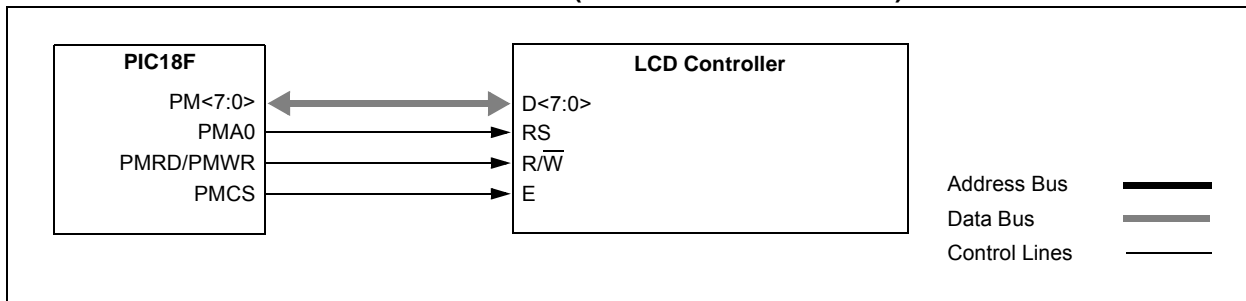 PIC18F
LCD Controller
PM<7:0>
D<7:0>
PMA0
RS
PMRD/PMWR
R/W̅
PMCS
E
Address Bus
Data Bus
Control Lines